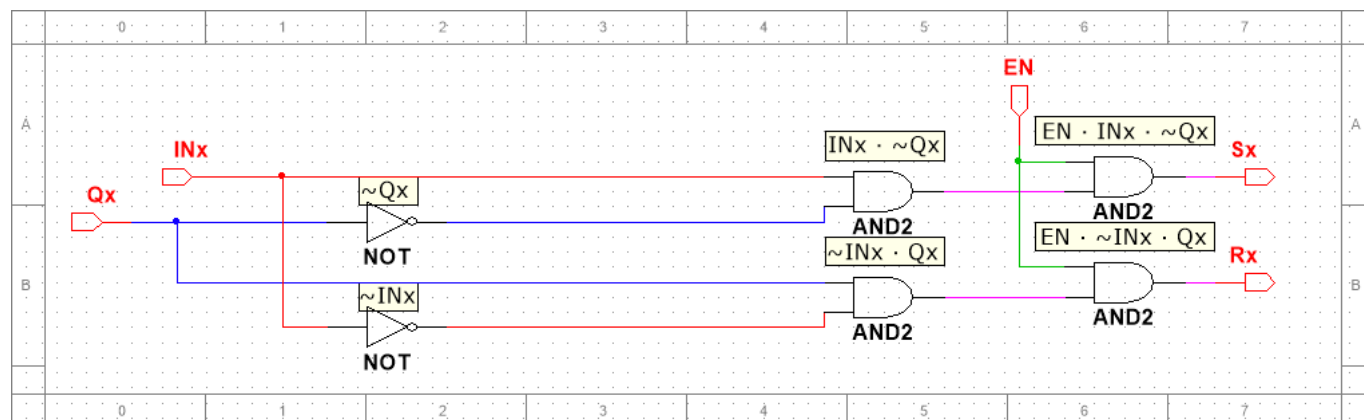 0 1 2 3 4 5 6 7
EN
A A
EN · INx · ~Qx
INx · ~Qx
INx
Sx
~Qx
Qx
AND2
AND2
EN · ~INx · Qx
NOT
~INx · Qx
Rx
B B
~INx
AND2
AND2
NOT
0 1 2 3 4 5 6 7